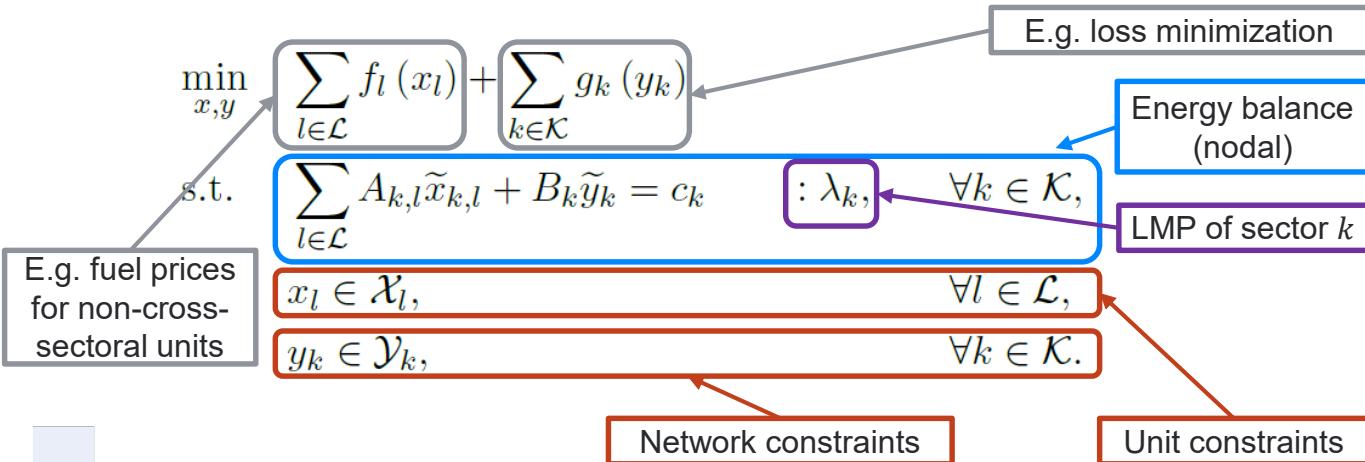 E.g. loss minimization
min x,y ∑ l∈𝓛 f_l (x_l) + ∑ k∈𝒦 g_k (y_k)
Energy balance
(nodal)
s.t. ∑ l∈𝓛 A_{k,l} x̃_{k,l} + B_k ỹ_k = c_k : λ_k, ∀k ∈ 𝒦,
LMP of sector k
E.g. fuel prices
for non-cross-
sectoral units
x_l ∈ 𝒳_l, ∀l ∈ 𝓛,
y_k ∈ 𝒴_k, ∀k ∈ 𝒦.
Network constraints
Unit constraints